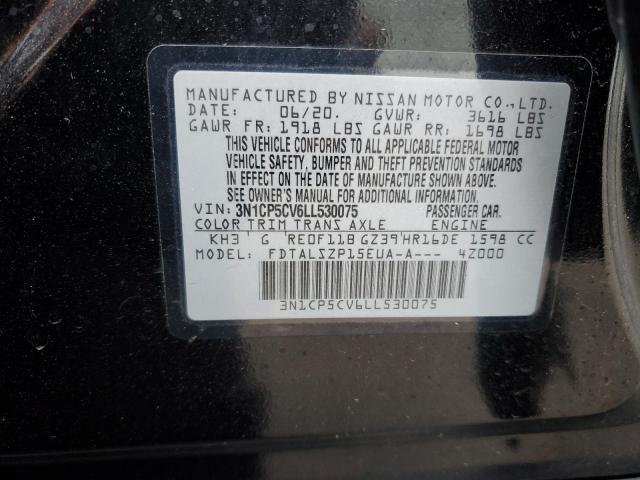 MANUFACTURED BY NISSAN MOTOR CO.,LTD.
DATE: 06/20. GVWR: 3616 LBS
GAWR FR: 1918 LBS GAWR RR: 1698 LBS
THIS VEHICLE CONFORMS TO ALL APPLICABLE FEDERAL MOTOR
VEHICLE SAFETY, BUMPER AND THEFT PREVENTION STANDARDS
IN EFFECT ON THE DATE OF MANUFACTURE SHOWN ABOVE.
SEE OWNER'S MANUAL FOR ADDITIONAL INFORMATION.
VIN: 3N1CP5CV6LL530075 PASSENGER CAR.
COLOR TRIM TRANS AXLE ENGINE
KH3 G RE0F11B GZ39 HR16DE 1598 CC
MODEL: FDTALSZP15EUA-A--- 4Z000
3N1CP5CV6LL530075